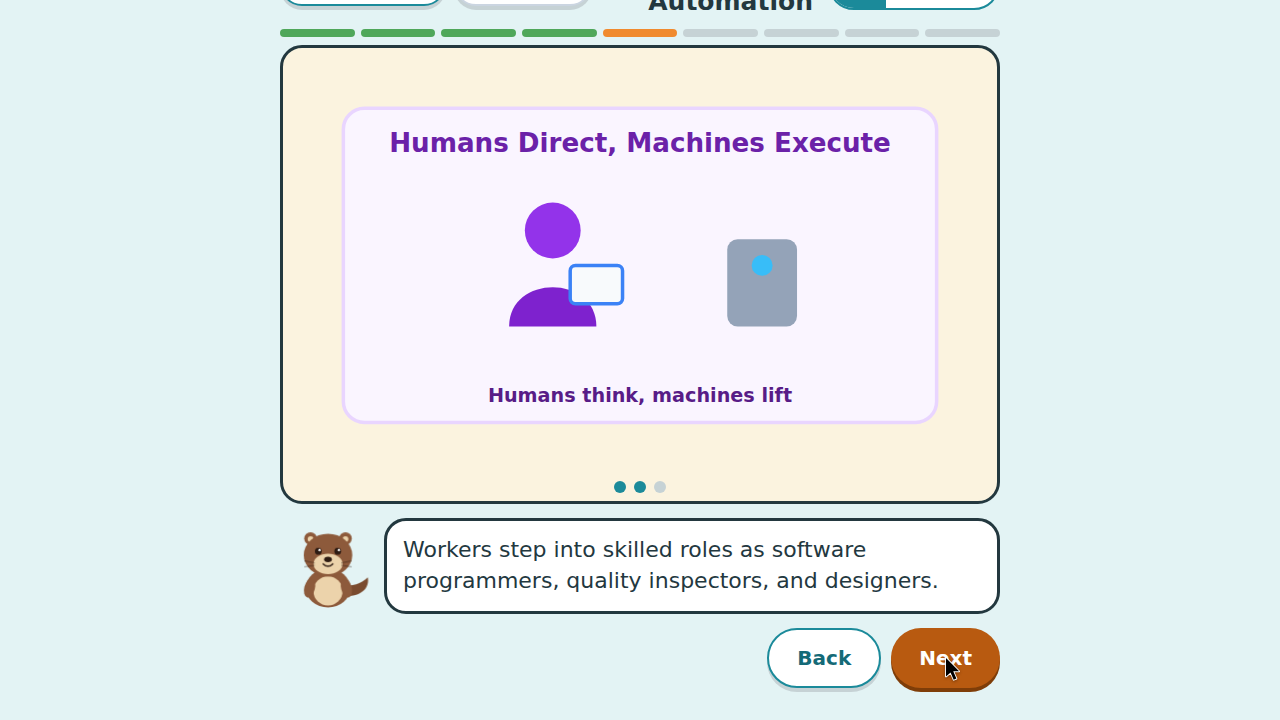 Automation
Humans Direct, Machines Execute
Humans think, machines lift
Workers step into skilled roles as software
programmers, quality inspectors, and designers.
Back
Next